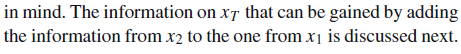 in mind. The information on x_T that can be gained by adding
the information from x_2 to the one from x_1 is discussed next.